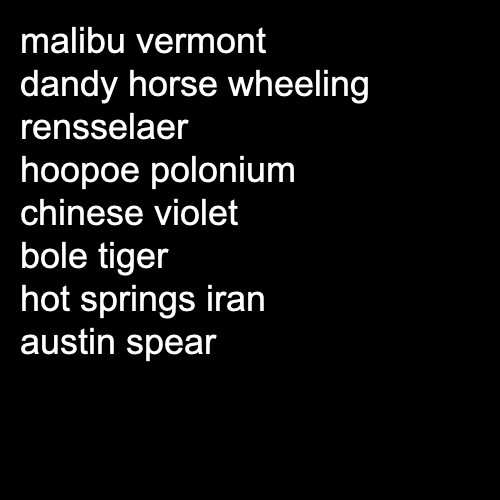 malibu vermont
dandy horse wheeling
rensselaer
hoopoe polonium
chinese violet
bole tiger
hot springs iran
austin spear